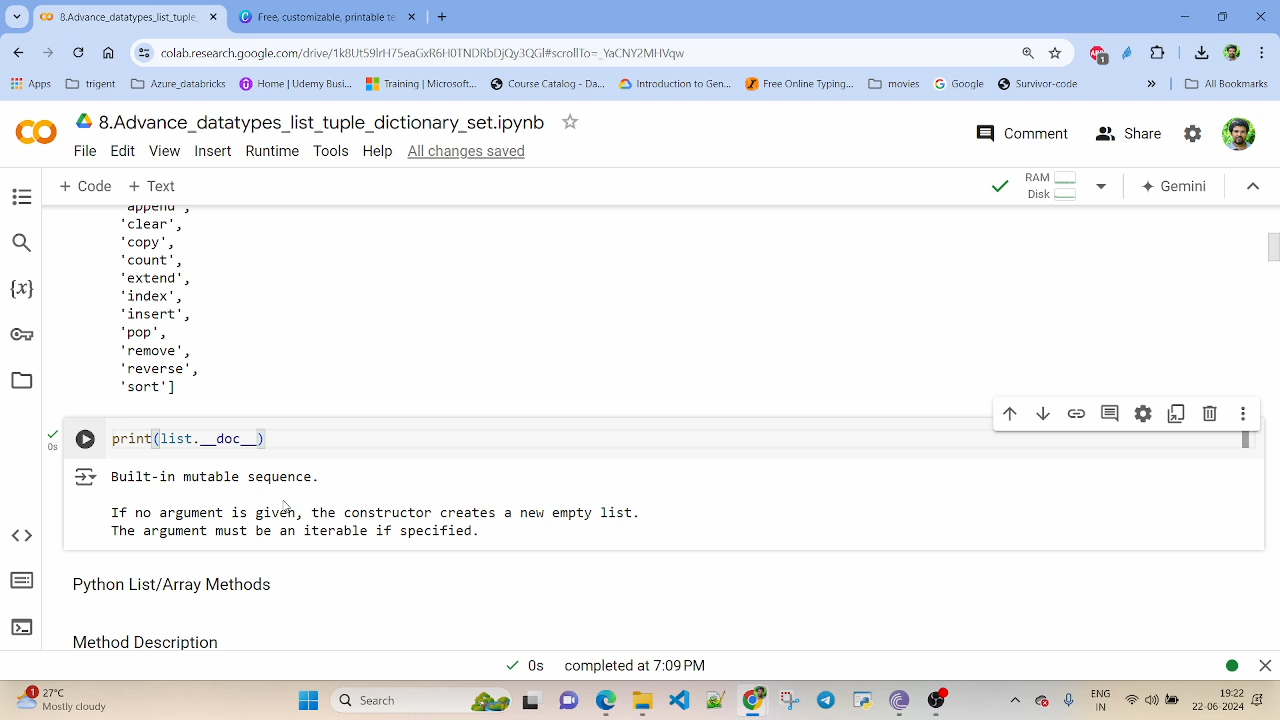 8.Advance_datatypes_list_tuple_
Free, customizable, printable te
colab.research.google.com/drive/1k8Ut59lrH75eaGxR6H0TNDRbDjQy3QGl#scrollTo=_YaCNY2MHVqw
1
Apps
trigent
Azure.databricks
Home | Udemy Busi...
Training | Microsoft...
Course Catalog - Da...
Introduction to Gen...
Free Online Typing...
movies
Google
Survivor-code
»
All Bookmarks
8.Advance_datatypes_list_tuple_dictionary_set.ipynb
Comment
Share
File Edit View Insert Runtime Tools Help All changes saved
+ Code + Text
RAM
Disk
Gemini
'append',
'clear',
'copy',
'count',
'extend',
'index',
'insert',
'pop',
'remove',
'reverse',
'sort']
{x}
0s
print(list.__doc__)
Built-in mutable sequence.
If no argument is given, the constructor creates a new empty list.
The argument must be an iterable if specified.
Python List/Array Methods
Method Description
0s completed at 7:09 PM
1
27°C
Mostly cloudy
Search
ENG
IN
19:22
22-06-2024